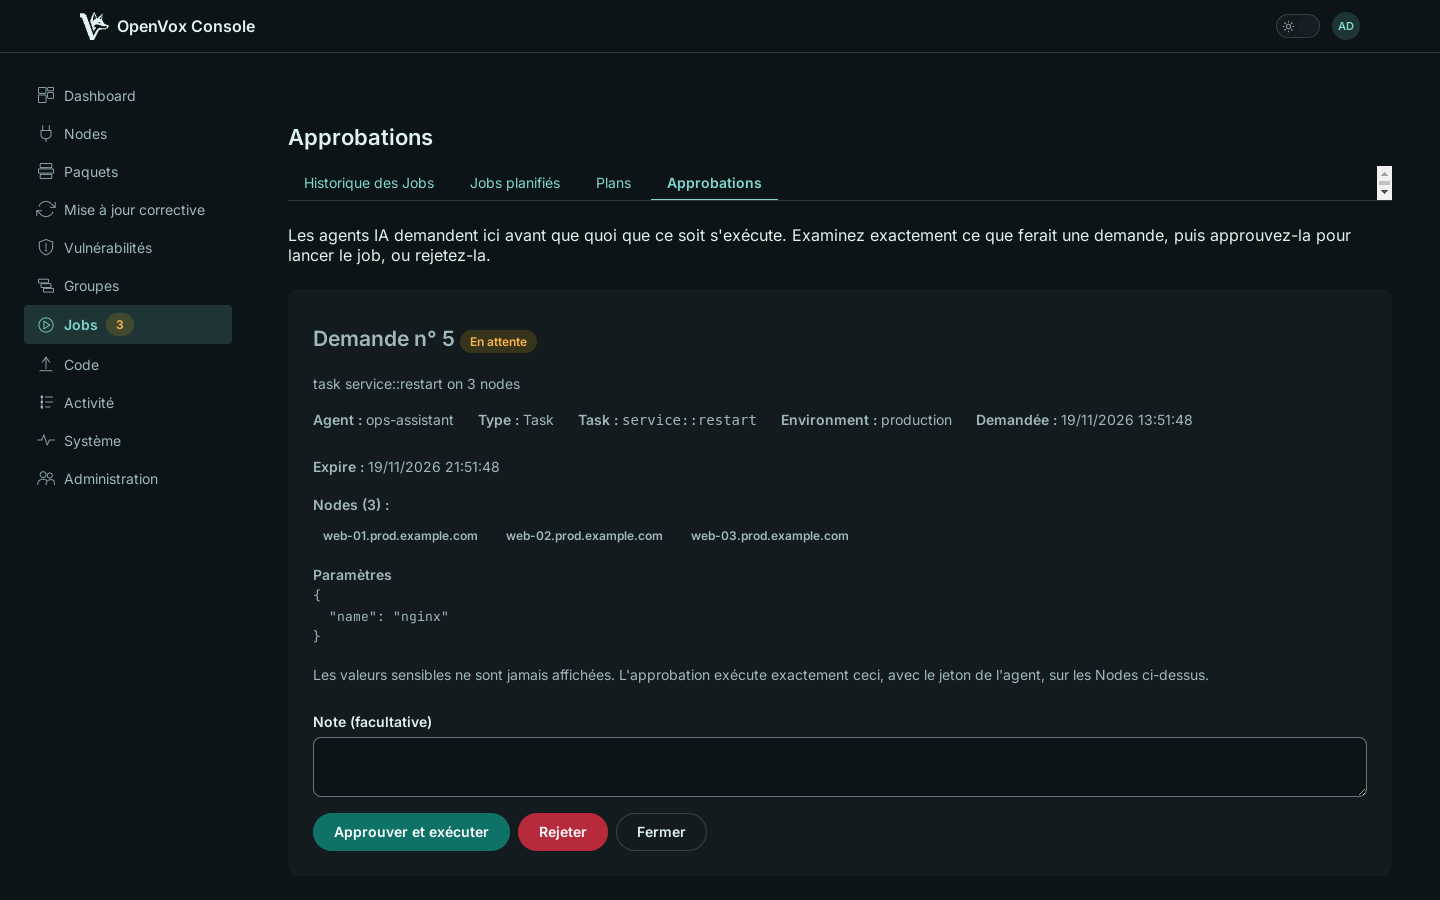 OpenVox Console
AD
Dashboard
Nodes
Paquets
Mise à jour corrective
Vulnérabilités
Groupes
Jobs 3
Code
Activité
Système
Administration
Approbations
Historique des Jobs Jobs planifiés Plans Approbations
Les agents IA demandent ici avant que quoi que ce soit s'exécute. Examinez exactement ce que ferait une demande, puis approuvez-la pour
lancer le job, ou rejetez-la.
Demande n° 5 En attente
task service::restart on 3 nodes
Agent : ops-assistant Type : Task Task : service::restart Environment : production Demandée : 19/11/2026 13:51:48
Expire : 19/11/2026 21:51:48
Nodes (3) :
web-01.prod.example.com web-02.prod.example.com web-03.prod.example.com
Paramètres
{
"name": "nginx"
}
Les valeurs sensibles ne sont jamais affichées. L'approbation exécute exactement ceci, avec le jeton de l'agent, sur les Nodes ci-dessus.
Note (facultative)
Approuver et exécuter Rejeter Fermer